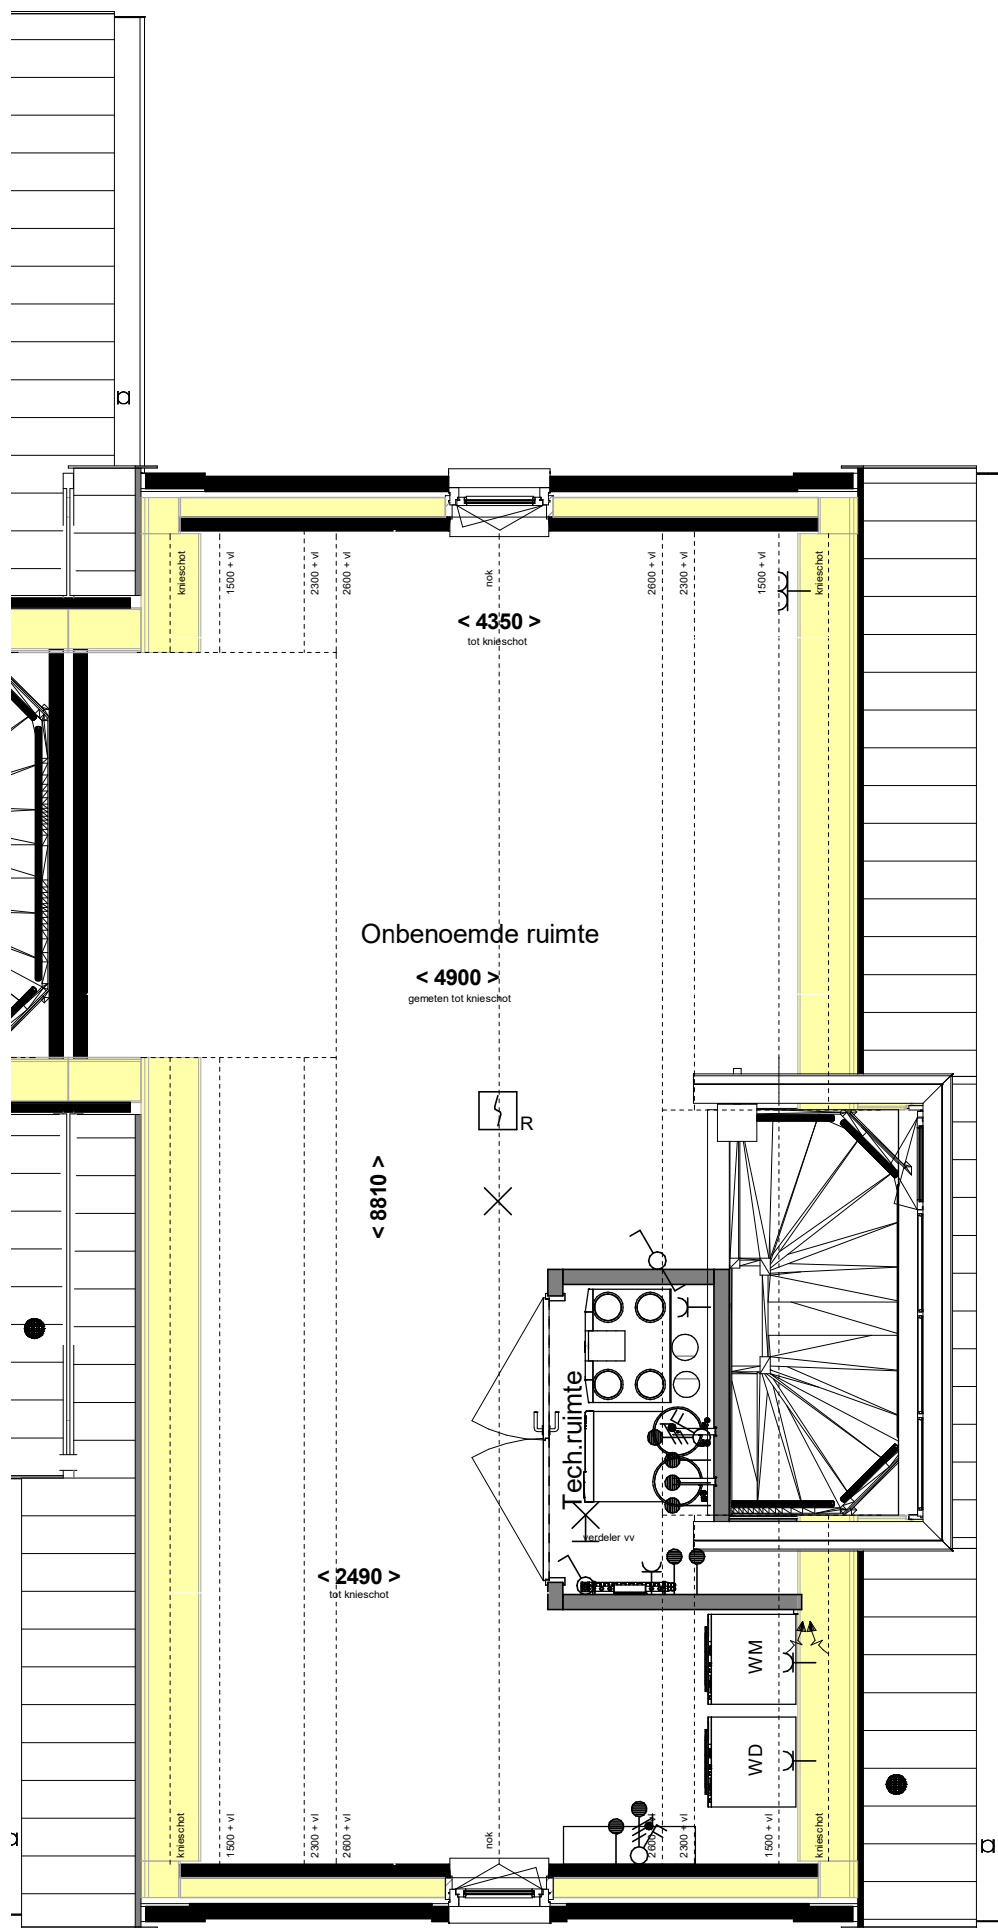 knieschot
1500 + vl
2300 + vl
2600 + vl
nok
2600 + vl
2300 + vl
1500 + vl
knieschot
< 4350 >
tot knieschot
Onbenoemde ruimte
< 4900 >
gemeten tot knieschot
R
< 8810 >
Tech.ruimte
verdeler vv
< 2490 >
tot knieschot
WM
WD
knieschot
1500 + vl
2300 + vl
2600 + vl
nok
2600 + vl
2300 + vl
1500 + vl
knieschot